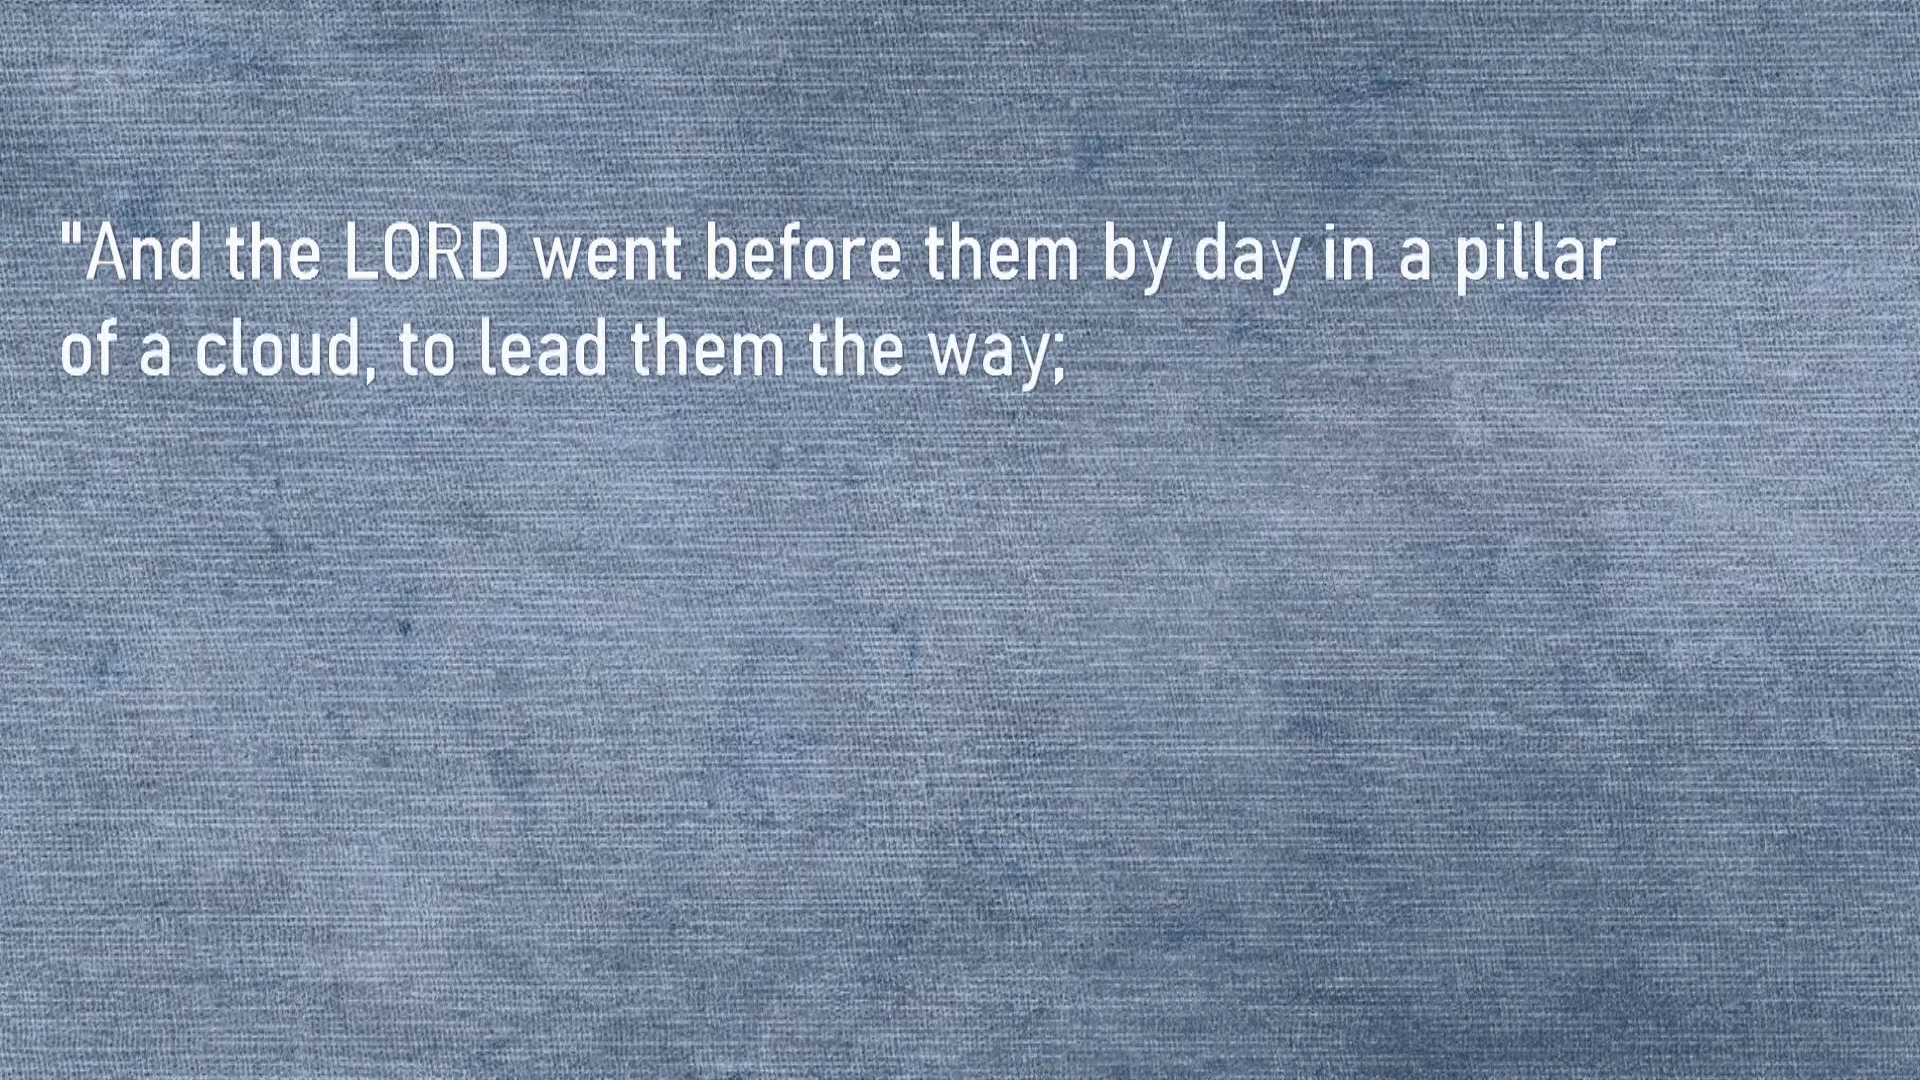 "And the LORD went before them by day in a pillar
of a cloud, to lead them the way;